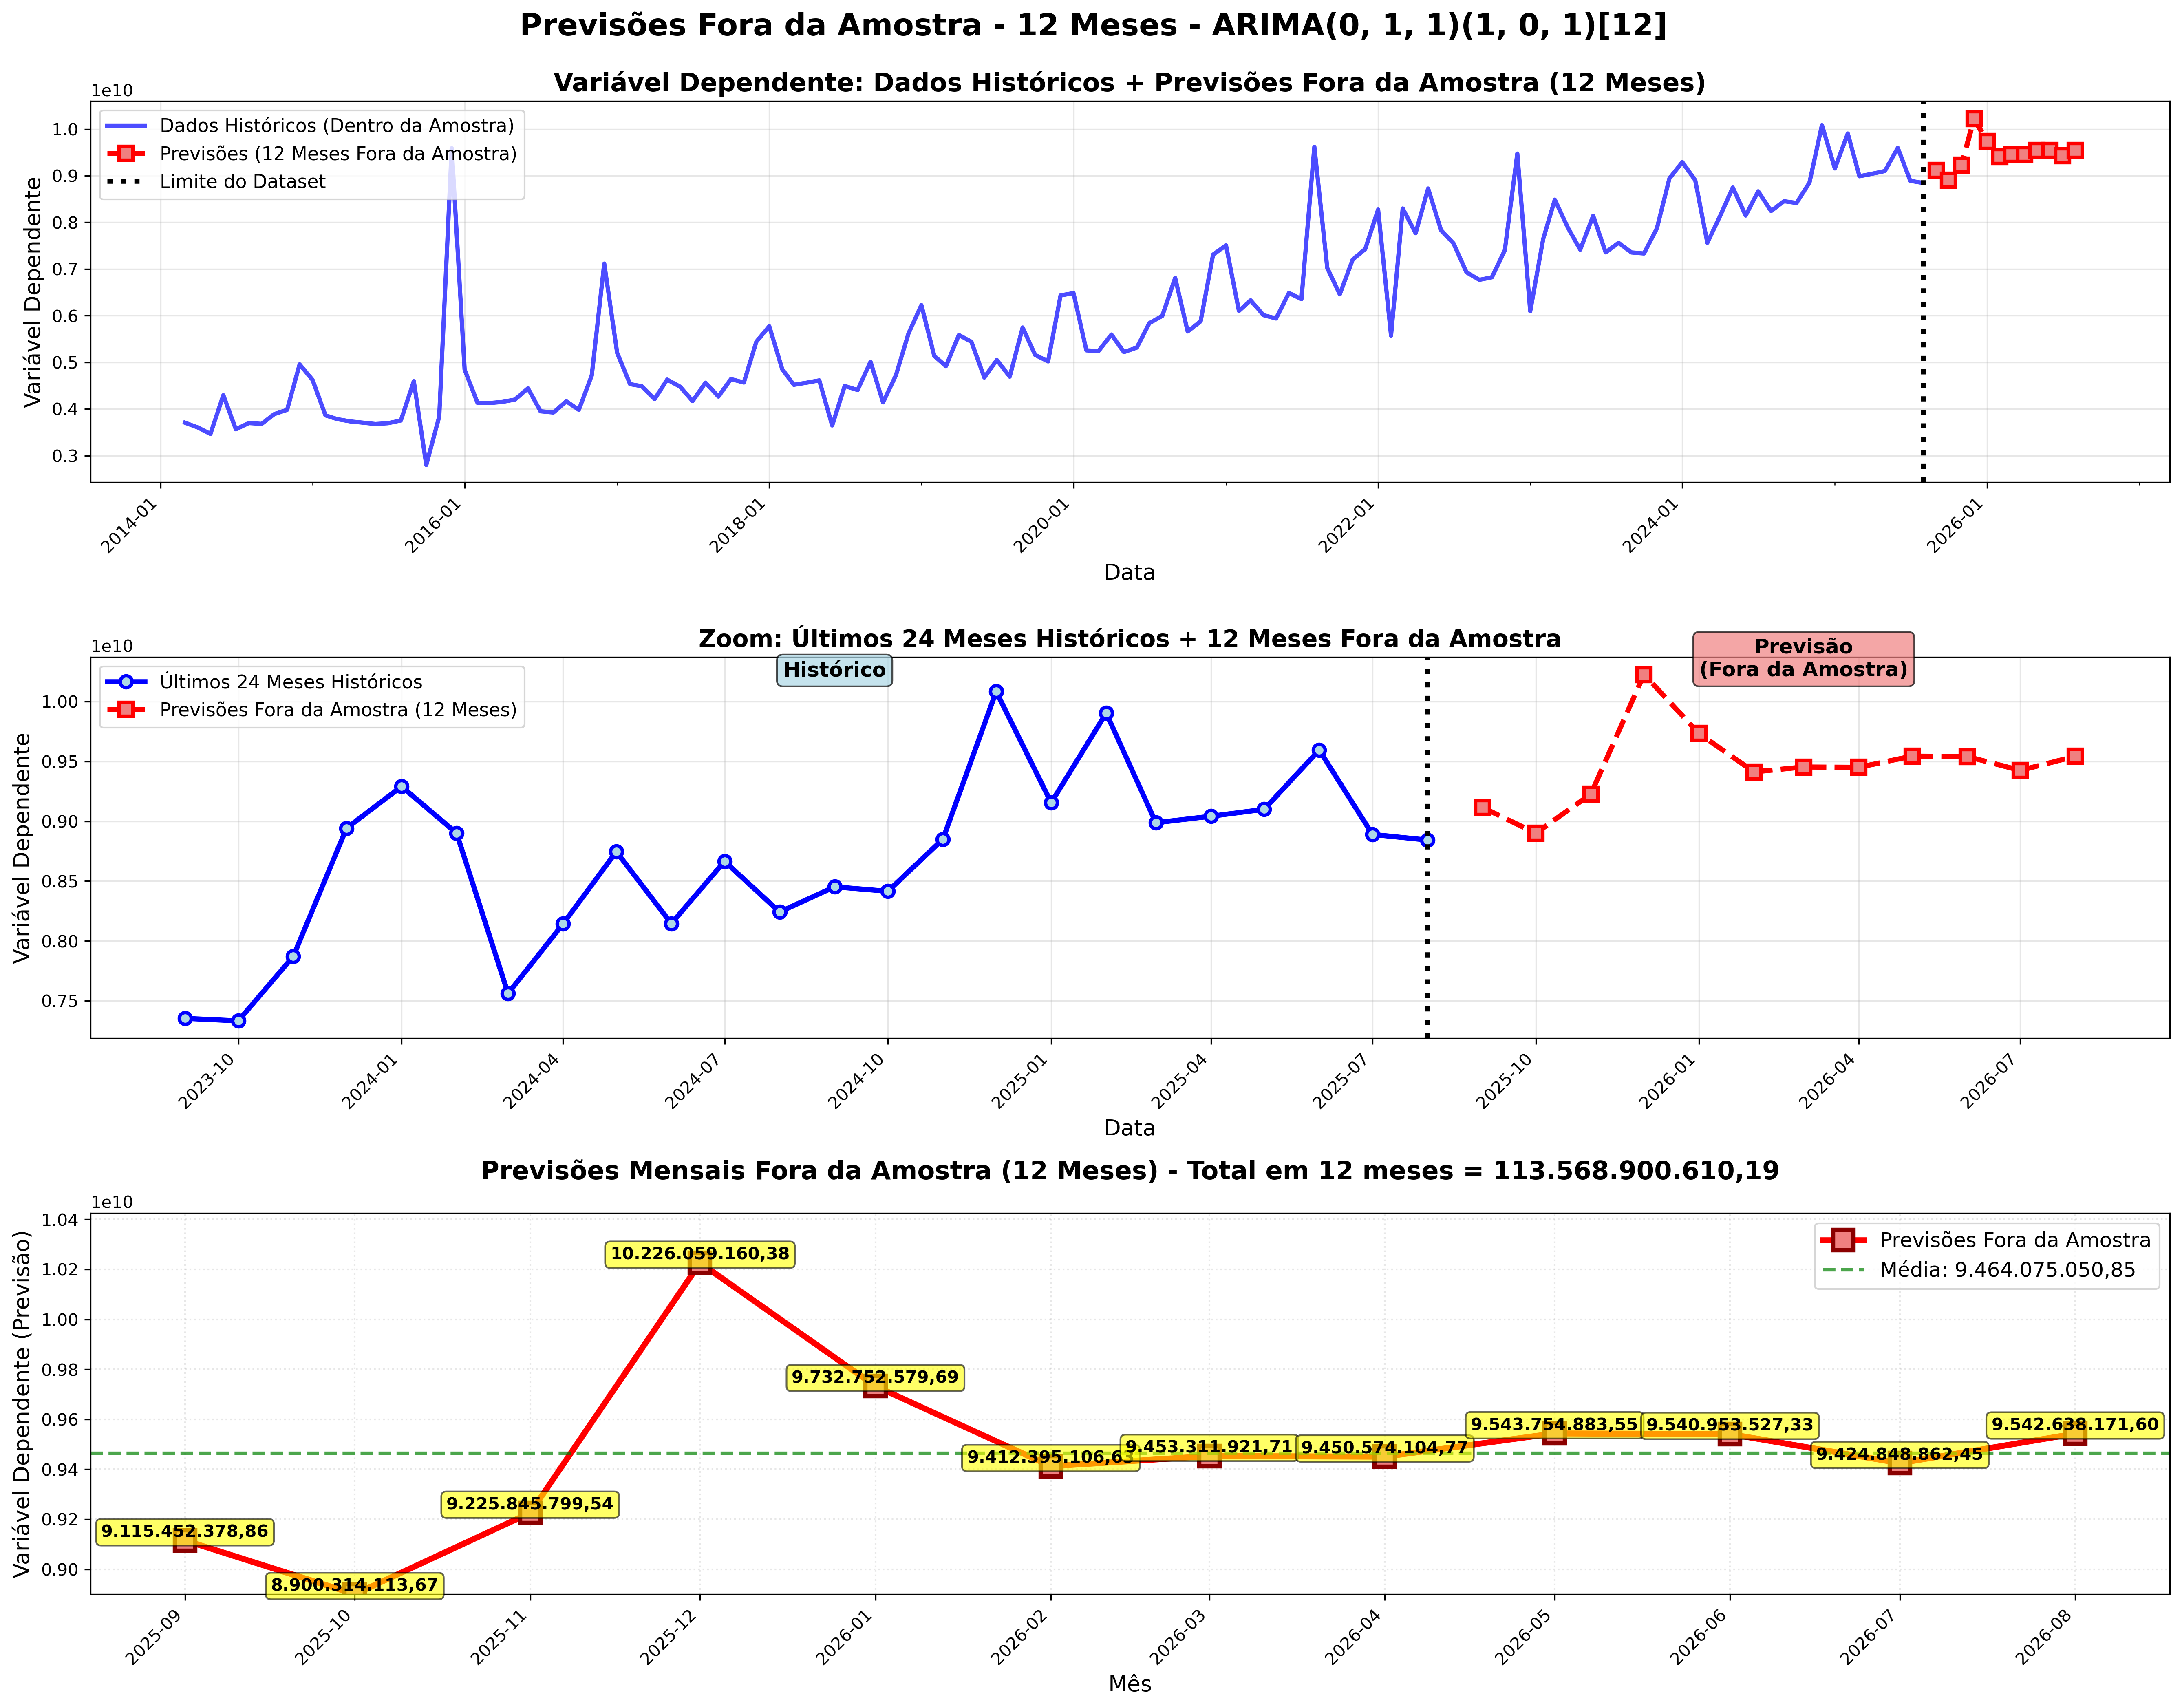 Previsões Fora da Amostra - 12 Meses - ARIMA(0, 1, 1)(1, 0, 1)[12]
Variável Dependente: Dados Históricos + Previsões Fora da Amostra (12 Meses)
1e10
Dados Históricos (Dentro da Amostra)
Previsões (12 Meses Fora da Amostra)
Limite do Dataset
Variável Dependente
1.0
0.9
0.8
0.7
0.6
0.5
0.4
0.3
2014-01
2016-01
2018-01
2020-01
2022-01
2024-01
2026-01
Data
Zoom: Últimos 24 Meses Históricos + 12 Meses Fora da Amostra
1e10
Histórico
Previsão
(Fora da Amostra)
Últimos 24 Meses Históricos
Previsões Fora da Amostra (12 Meses)
Variável Dependente
1.00
0.95
0.90
0.85
0.80
0.75
2023-10
2024-01
2024-04
2024-07
2024-10
2025-01
2025-04
2025-07
2025-10
2026-01
2026-04
2026-07
Data
Previsões Mensais Fora da Amostra (12 Meses) - Total em 12 meses = 113.568.900.610,19
1e10
Previsões Fora da Amostra
Média: 9.464.075.050,85
Variável Dependente (Previsão)
1.04
1.02
1.00
0.98
0.96
0.94
0.92
0.90
9.115.452.378,86
8.900.314.113,67
9.225.845.799,54
10.226.059.160,38
9.732.752.579,69
9.412.395.106,63
9.453.311.921,71
9.450.574.104,77
9.543.754.883,55
9.540.953.527,33
9.424.848.862,45
9.542.638.171,60
2025-09
2025-10
2025-11
2025-12
2026-01
2026-02
2026-03
2026-04
2026-05
2026-06
2026-07
2026-08
Mês